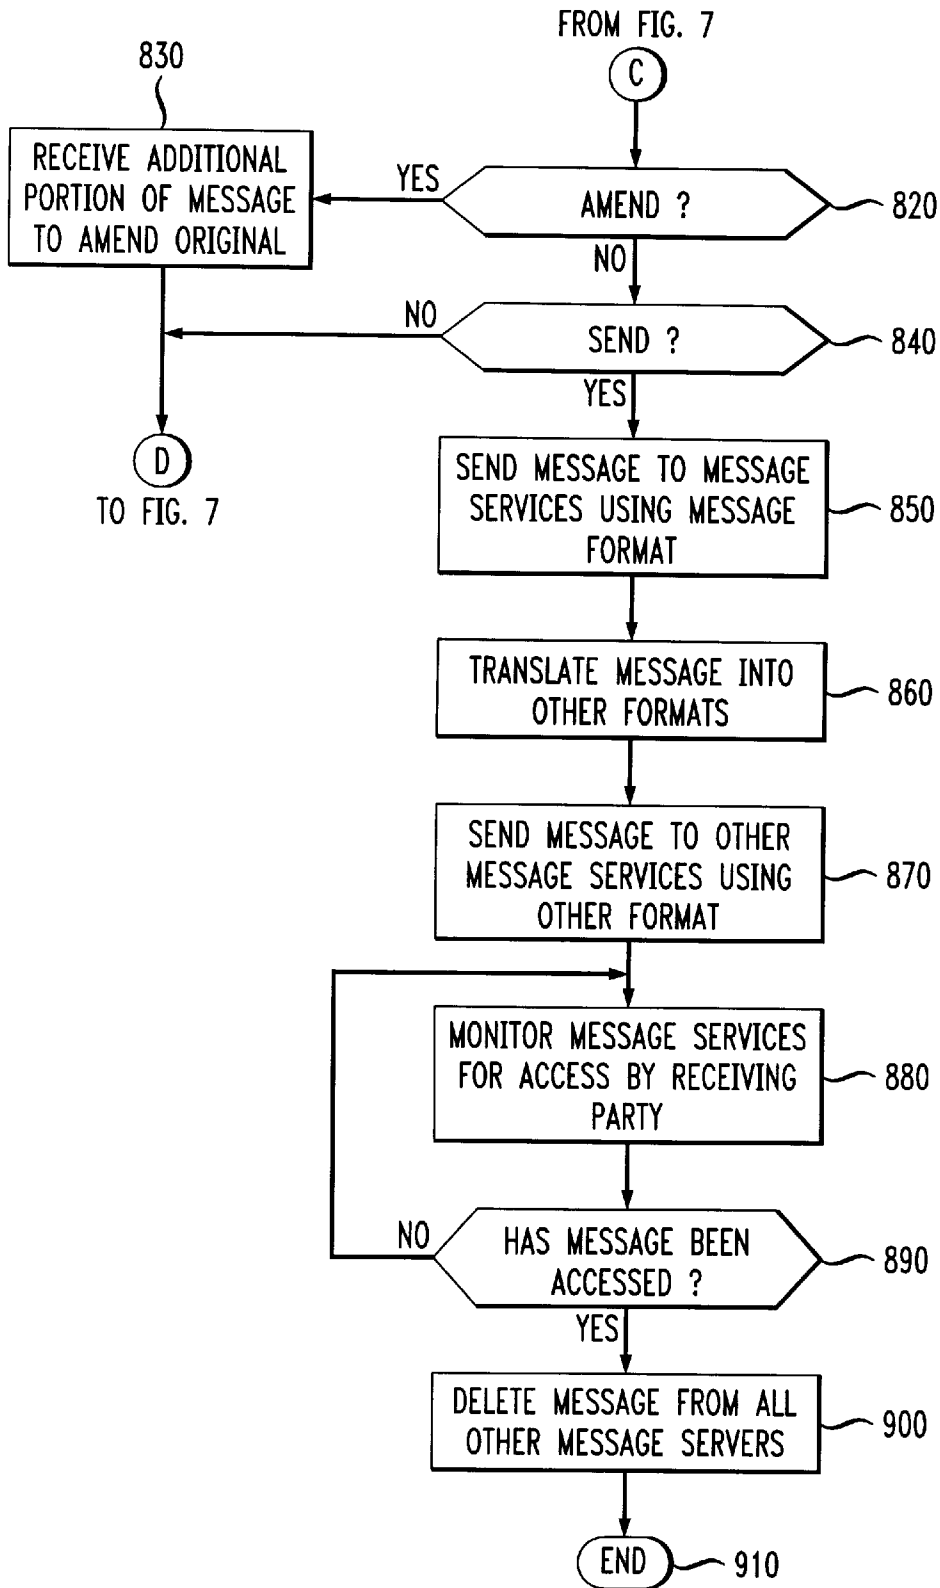 FROM FIG. 7
C
830
RECEIVE ADDITIONAL
PORTION OF MESSAGE
TO AMEND ORIGINAL
YES
AMEND ?
820
NO
NO
SEND ?
840
YES
D
TO FIG. 7
SEND MESSAGE TO MESSAGE
SERVICES USING MESSAGE
FORMAT
850
TRANSLATE MESSAGE INTO
OTHER FORMATS
860
SEND MESSAGE TO OTHER
MESSAGE SERVICES USING
OTHER FORMAT
870
MONITOR MESSAGE SERVICES
FOR ACCESS BY RECEIVING
PARTY
880
NO
HAS MESSAGE BEEN
ACCESSED ?
890
YES
DELETE MESSAGE FROM ALL
OTHER MESSAGE SERVERS
900
END
910